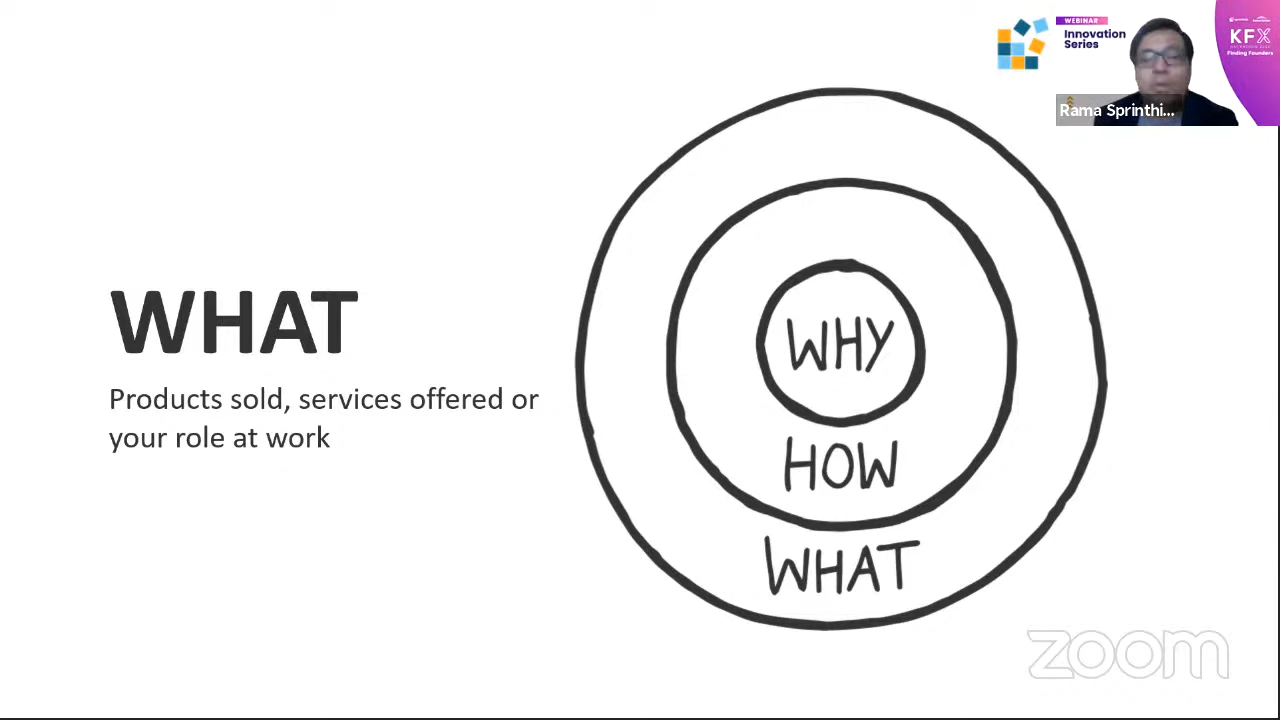 WEBINAR
Innovation
Series
KFX
Finding Founders
Rama Sprinthi...
WHAT
Products sold, services offered or
your role at work
WHY
HOW
WHAT
zoom